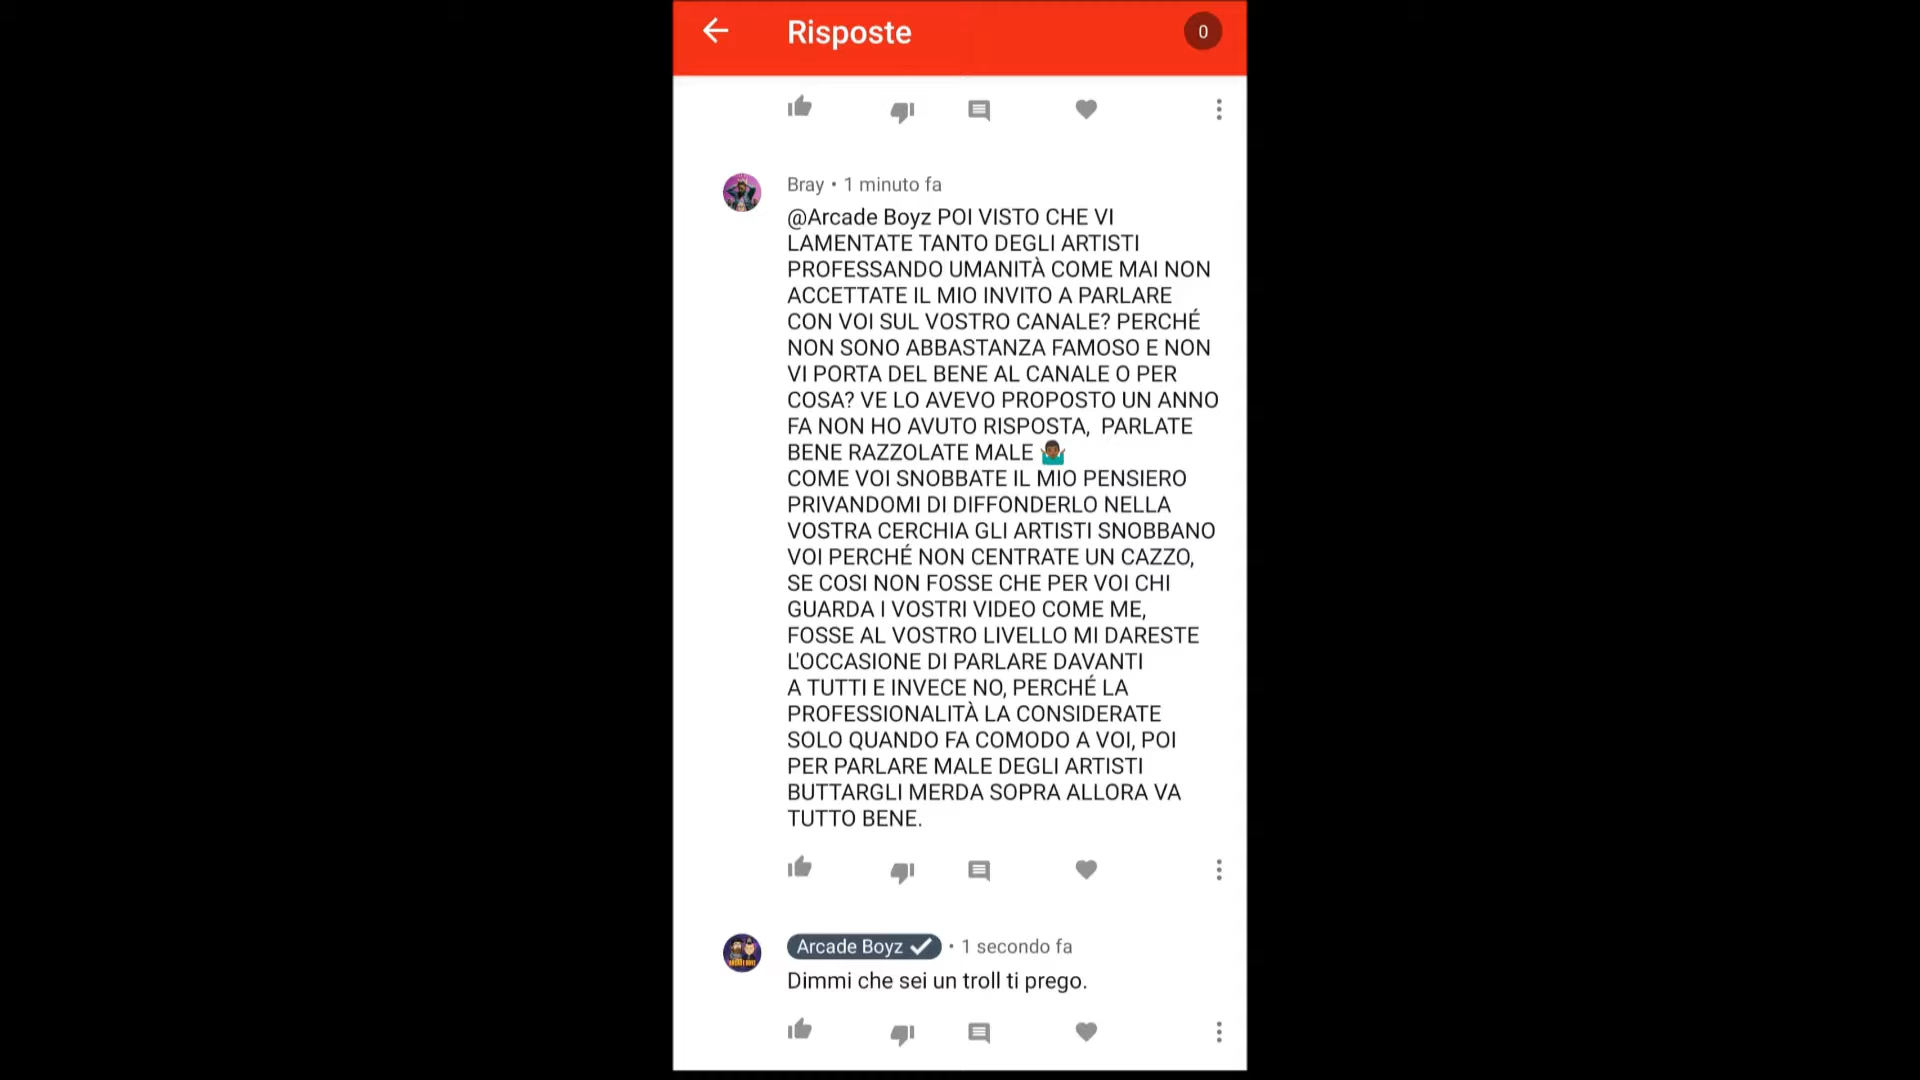 Risposte
0
Bray • 1 minuto fa
@Arcade Boyz POI VISTO CHE VI
LAMENTATE TANTO DEGLI ARTISTI
PROFESSANDO UMANITÀ COME MAI NON
ACCETTATE IL MIO INVITO A PARLARE
CON VOI SUL VOSTRO CANALE? PERCHÉ
NON SONO ABBASTANZA FAMOSO E NON
VI PORTA DEL BENE AL CANALE O PER
COSA? VE LO AVEVO PROPOSTO UN ANNO
FA NON HO AVUTO RISPOSTA,  PARLATE
BENE RAZZOLATE MALE 🤷🏾‍♂️
COME VOI SNOBBATE IL MIO PENSIERO
PRIVANDOMI DI DIFFONDERLO NELLA
VOSTRA CERCHIA GLI ARTISTI SNOBBANO
VOI PERCHÉ NON CENTRATE UN CAZZO,
SE COSI NON FOSSE CHE PER VOI CHI
GUARDA I VOSTRI VIDEO COME ME,
FOSSE AL VOSTRO LIVELLO MI DARESTE
L'OCCASIONE DI PARLARE DAVANTI
A TUTTI E INVECE NO, PERCHÉ LA
PROFESSIONALITÀ LA CONSIDERATE
SOLO QUANDO FA COMODO A VOI, POI
PER PARLARE MALE DEGLI ARTISTI
BUTTARGLI MERDA SOPRA ALLORA VA
TUTTO BENE.
Arcade Boyz • 1 secondo fa
Dimmi che sei un troll ti prego.